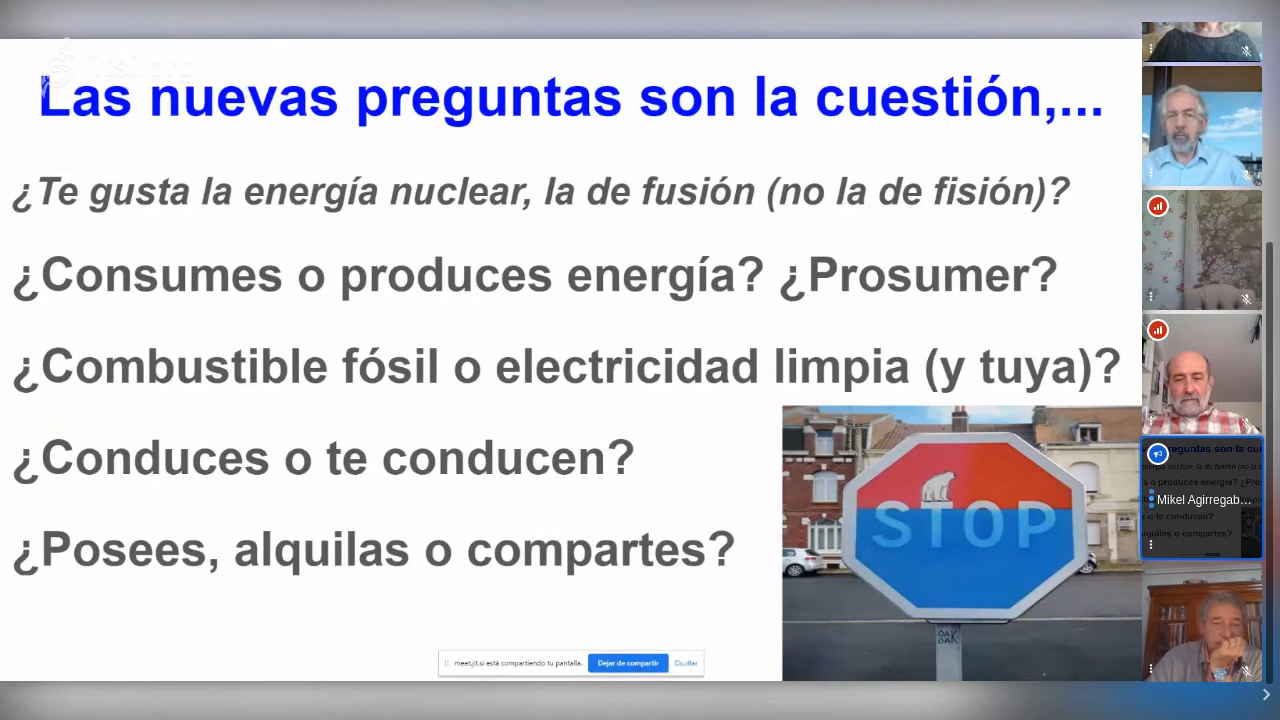 Las nuevas preguntas son la cuestión,...
¿Te gusta la energía nuclear, la de fusión (no la de fisión)?
¿Consumes o produces energía? ¿Prosumer?
¿Combustible fósil o electricidad limpia (y tuya)?
¿Conduces o te conducen?
¿Posees, alquilas o compartes?
STOP
OAK
OAK
meet.jit.si está compartiendo tu pantalla.
Dejar de compartir
Ocultar
Mikel Agirregab...